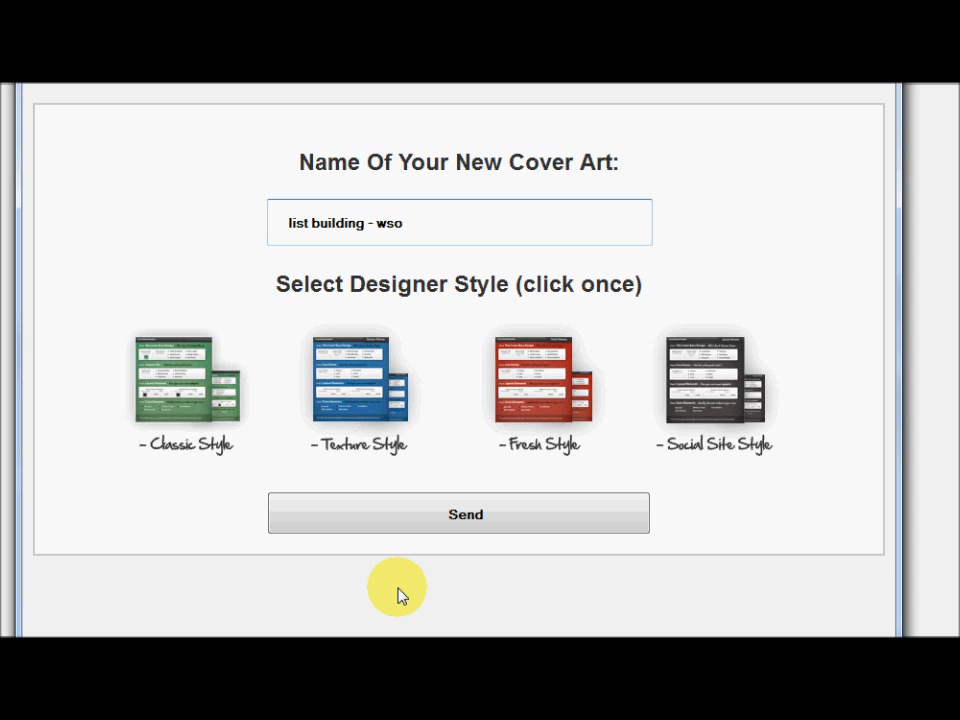 Name Of Your New Cover Art:
list building - wso
Select Designer Style (click once)
- Classic Style
- Texture Style
- Fresh Style
- Social Site Style
Send